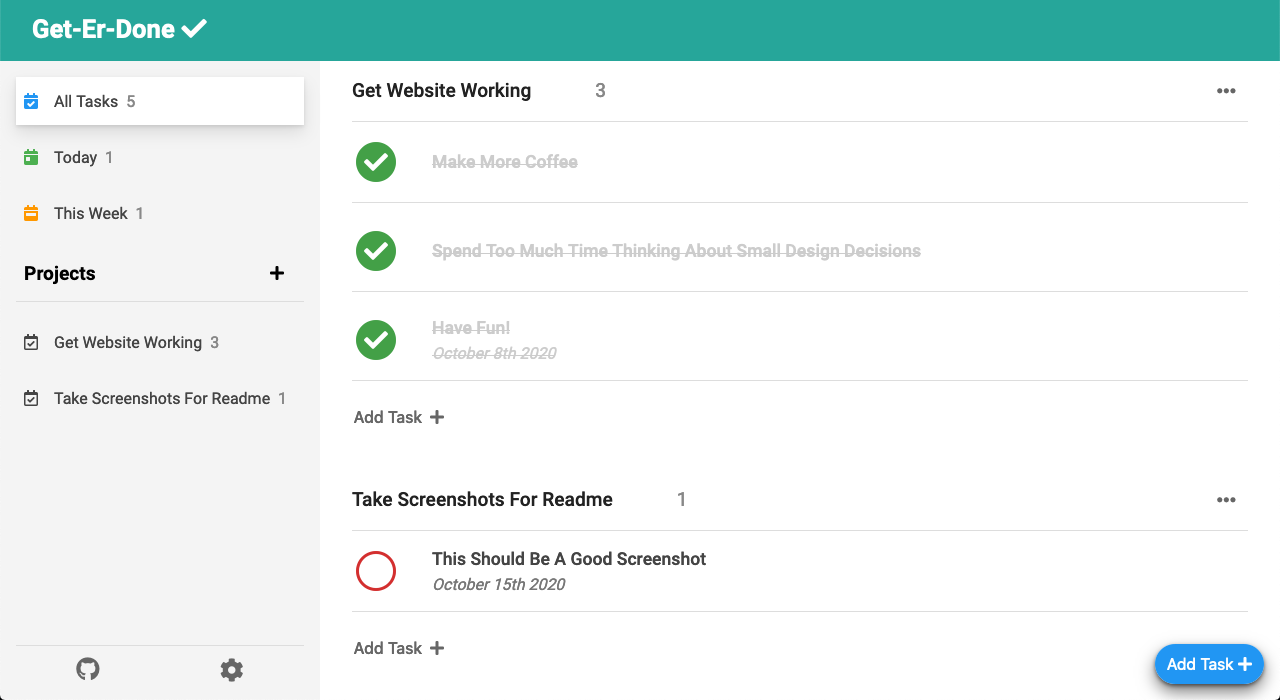 Get-Er-Done
All Tasks 5
Today 1
This Week 1
Projects
Get Website Working 3
Take Screenshots For Readme 1
Get Website Working 3
Make More Coffee
Spend Too Much Time Thinking About Small Design Decisions
Have Fun!
October 8th 2020
Add Task
Take Screenshots For Readme 1
This Should Be A Good Screenshot
October 15th 2020
Add Task
Add Task